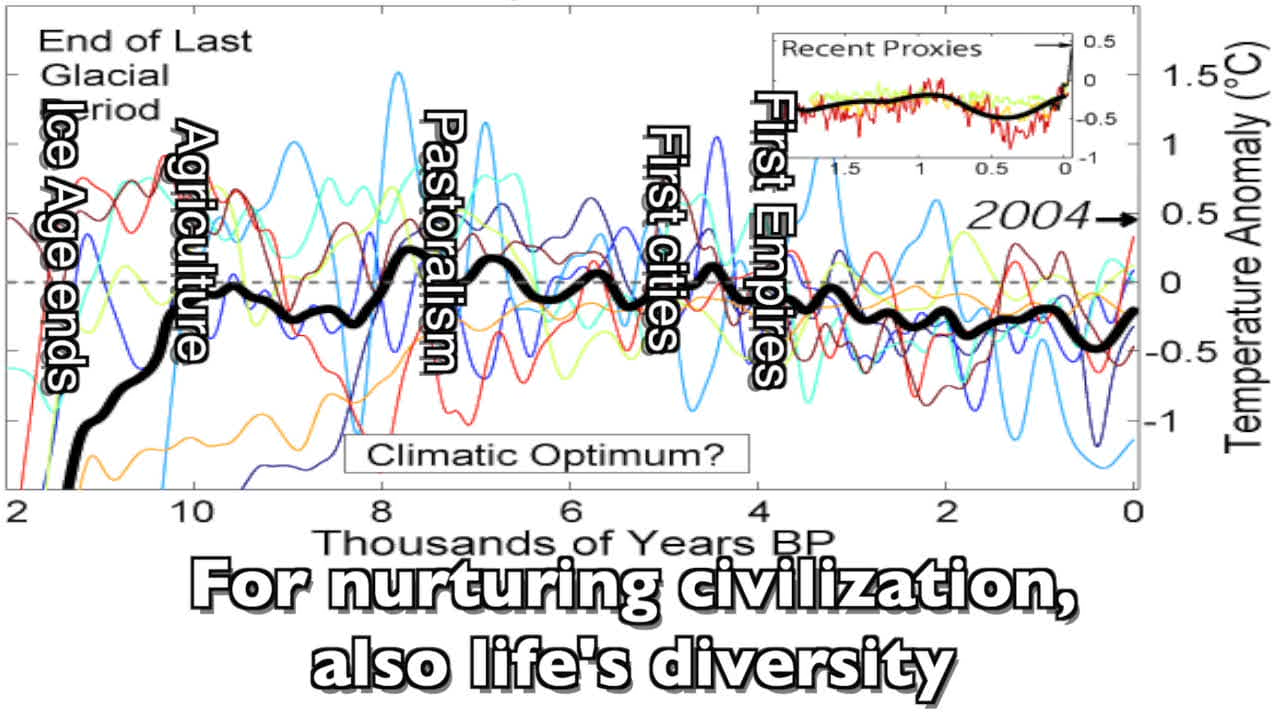 End of Last
Glacial
Period
Ice Age ends
Agriculture
Pastoralism
First cities
First Empires
Recent Proxies
0.5
0
-0.5
-1
1.5
1
0.5
0
2004
1.5
1
0.5
0
-0.5
-1
Temperature Anomaly (°C)
Climatic Optimum?
2
10
8
6
4
2
0
Thousands of Years BP
For nurturing civilization,
also life's diversity